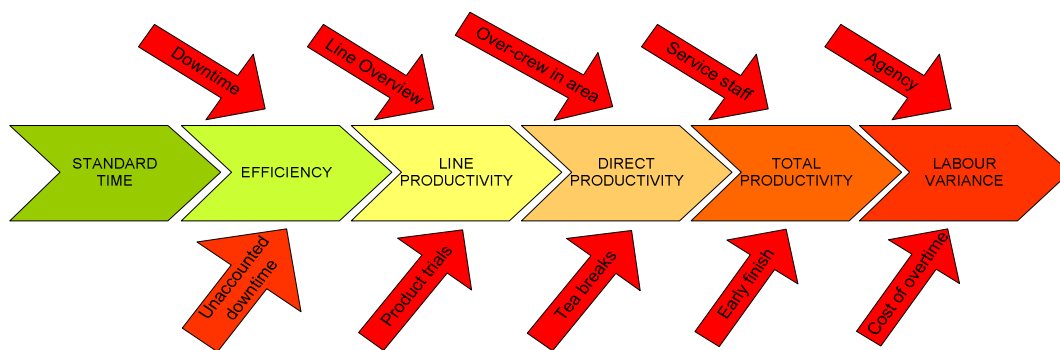 Downtime
Line Overview
Over-crew in area
Service staff
Agency
STANDARD
TIME
EFFICIENCY
LINE
PRODUCTIVITY
DIRECT
PRODUCTIVITY
TOTAL
PRODUCTIVITY
LABOUR
VARIANCE
Unaccounted
downtime
Product trials
Tea breaks
Early finish
Cost of overtime